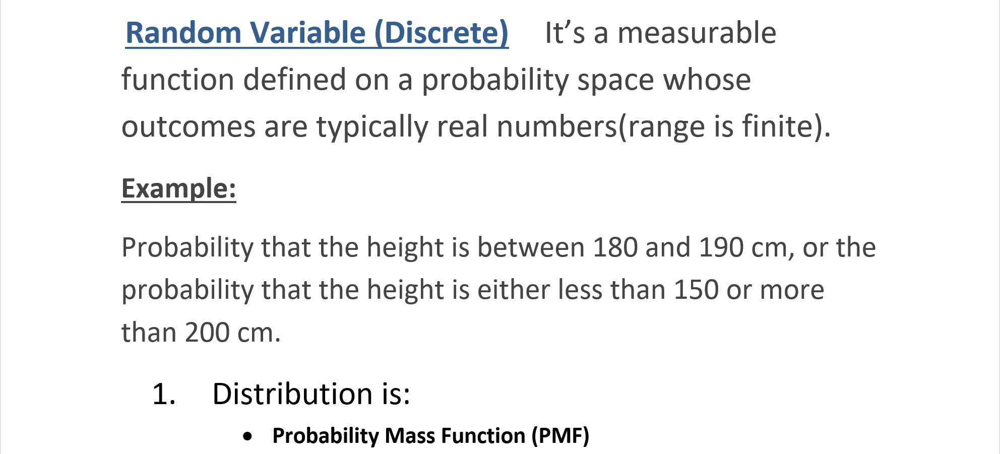 Random Variable (Discrete) It’s a measurable
function defined on a probability space whose
outcomes are typically real numbers(range is finite).
Example:
Probability that the height is between 180 and 190 cm, or the
probability that the height is either less than 150 or more
than 200 cm.
1. Distribution is:
• Probability Mass Function (PMF)